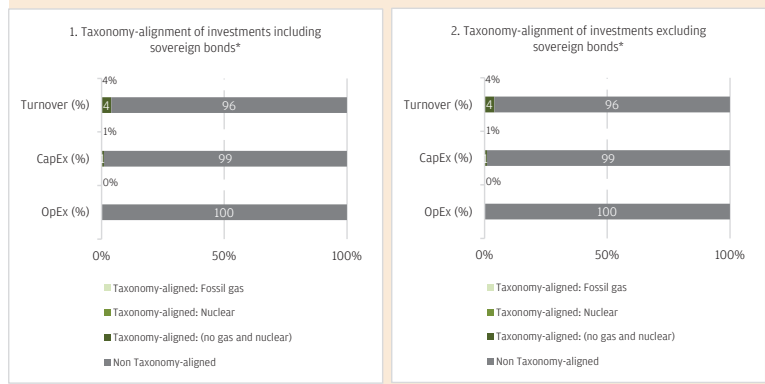 1. Taxonomy-alignment of investments including
sovereign bonds*
4%
Turnover (%)
4
96
1%
CapEx (%)
1
99
0%
OpEx (%)
100
0%
50%
100%
Taxonomy-aligned: Fossil gas
Taxonomy-aligned: Nuclear
Taxonomy-aligned: (no gas and nuclear)
Non Taxonomy-aligned
2. Taxonomy-alignment of investments excluding
sovereign bonds*
4%
Turnover (%)
4
96
1%
CapEx (%)
1
99
0%
OpEx (%)
100
0%
50%
100%
Taxonomy-aligned: Fossil gas
Taxonomy-aligned: Nuclear
Taxonomy-aligned: (no gas and nuclear)
Non Taxonomy-aligned